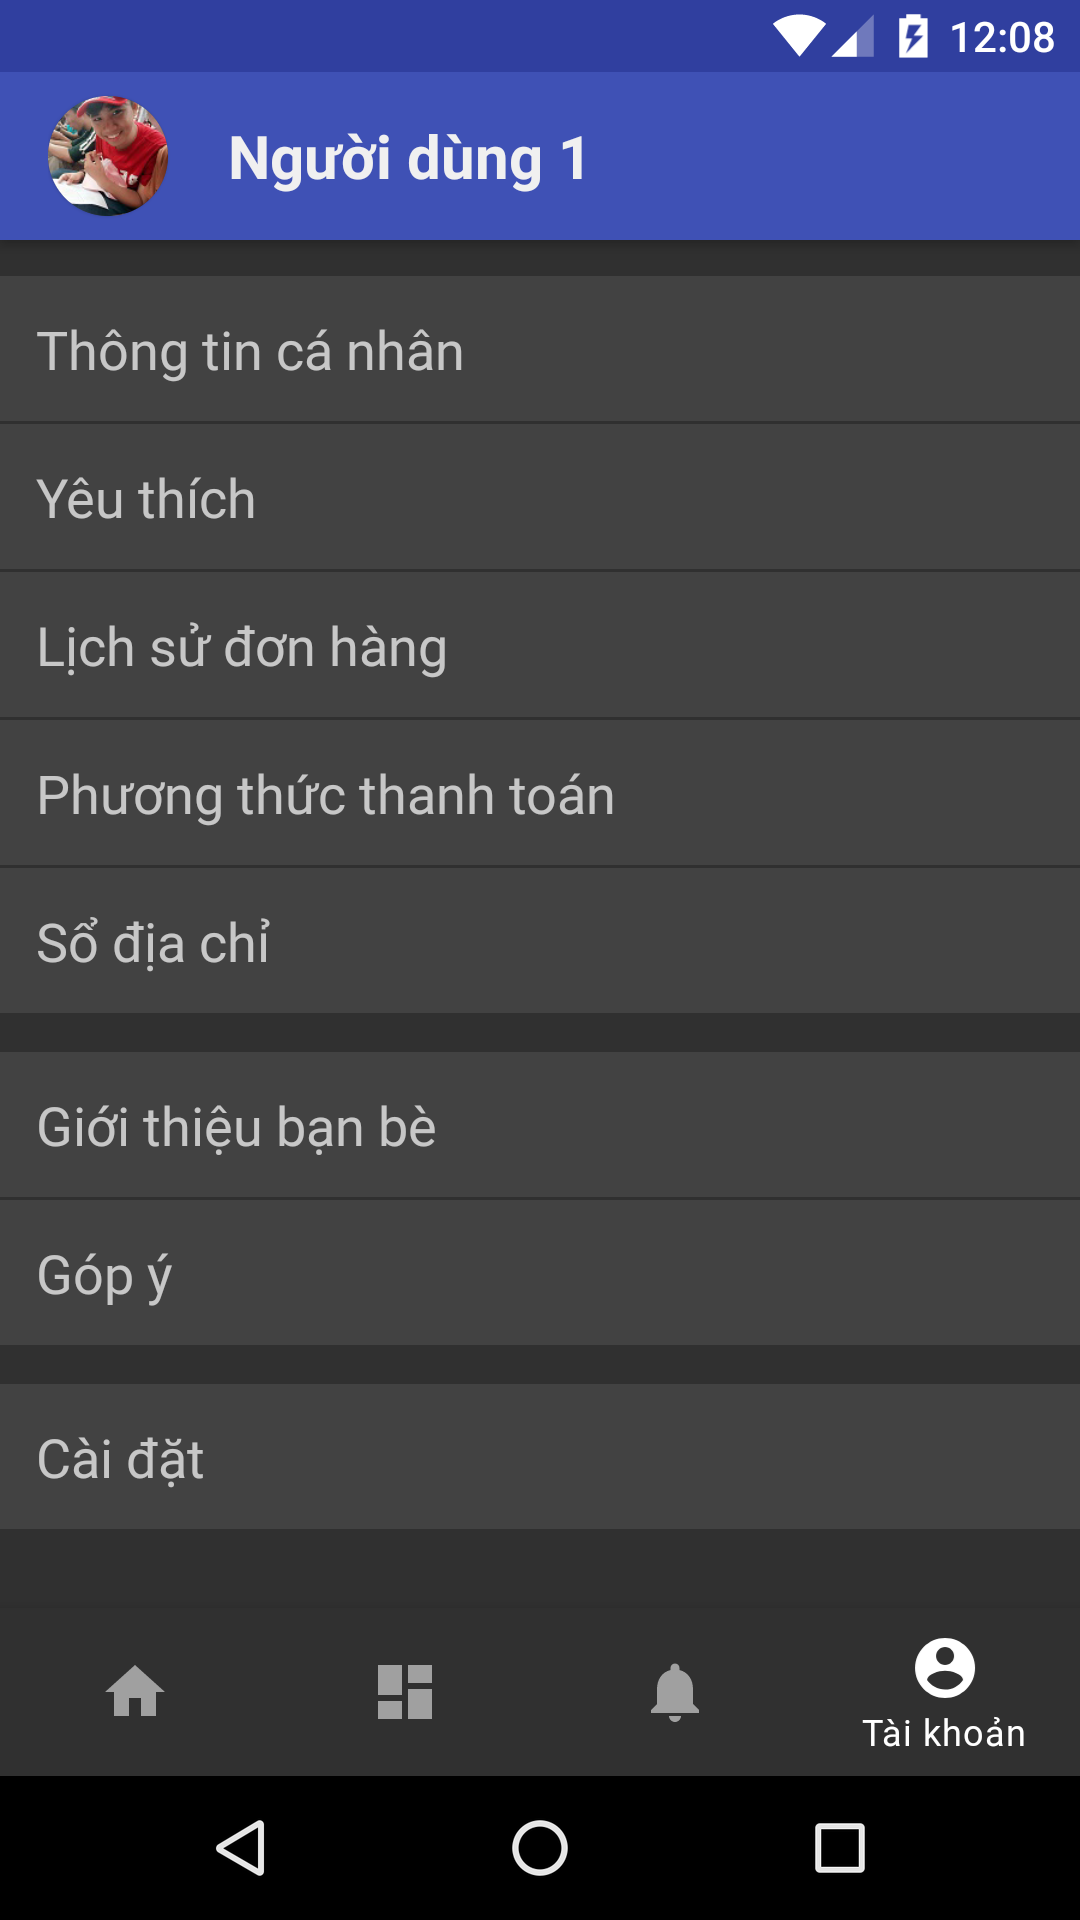 12:08
Người dùng 1
Thông tin cá nhân
Yêu thích
Lịch sử đơn hàng
Phương thức thanh toán
Sổ địa chỉ
Giới thiệu bạn bè
Góp ý
Cài đặt
Tài khoản